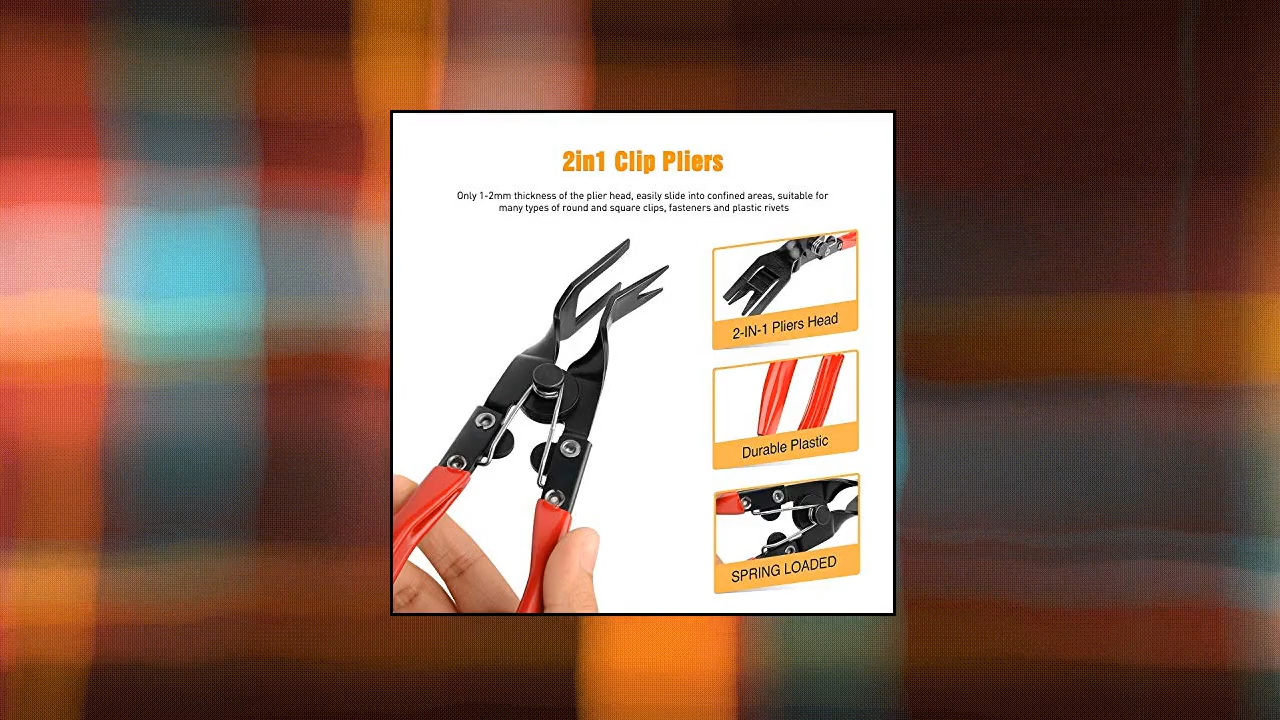 2in1 Clip Pliers
Only 1-2mm thickness of the plier head, easily slide into confined areas, suitable for
many types of round and square clips, fasteners and plastic rivets
2-IN-1 Pliers Head
Durable Plastic
SPRING LOADED